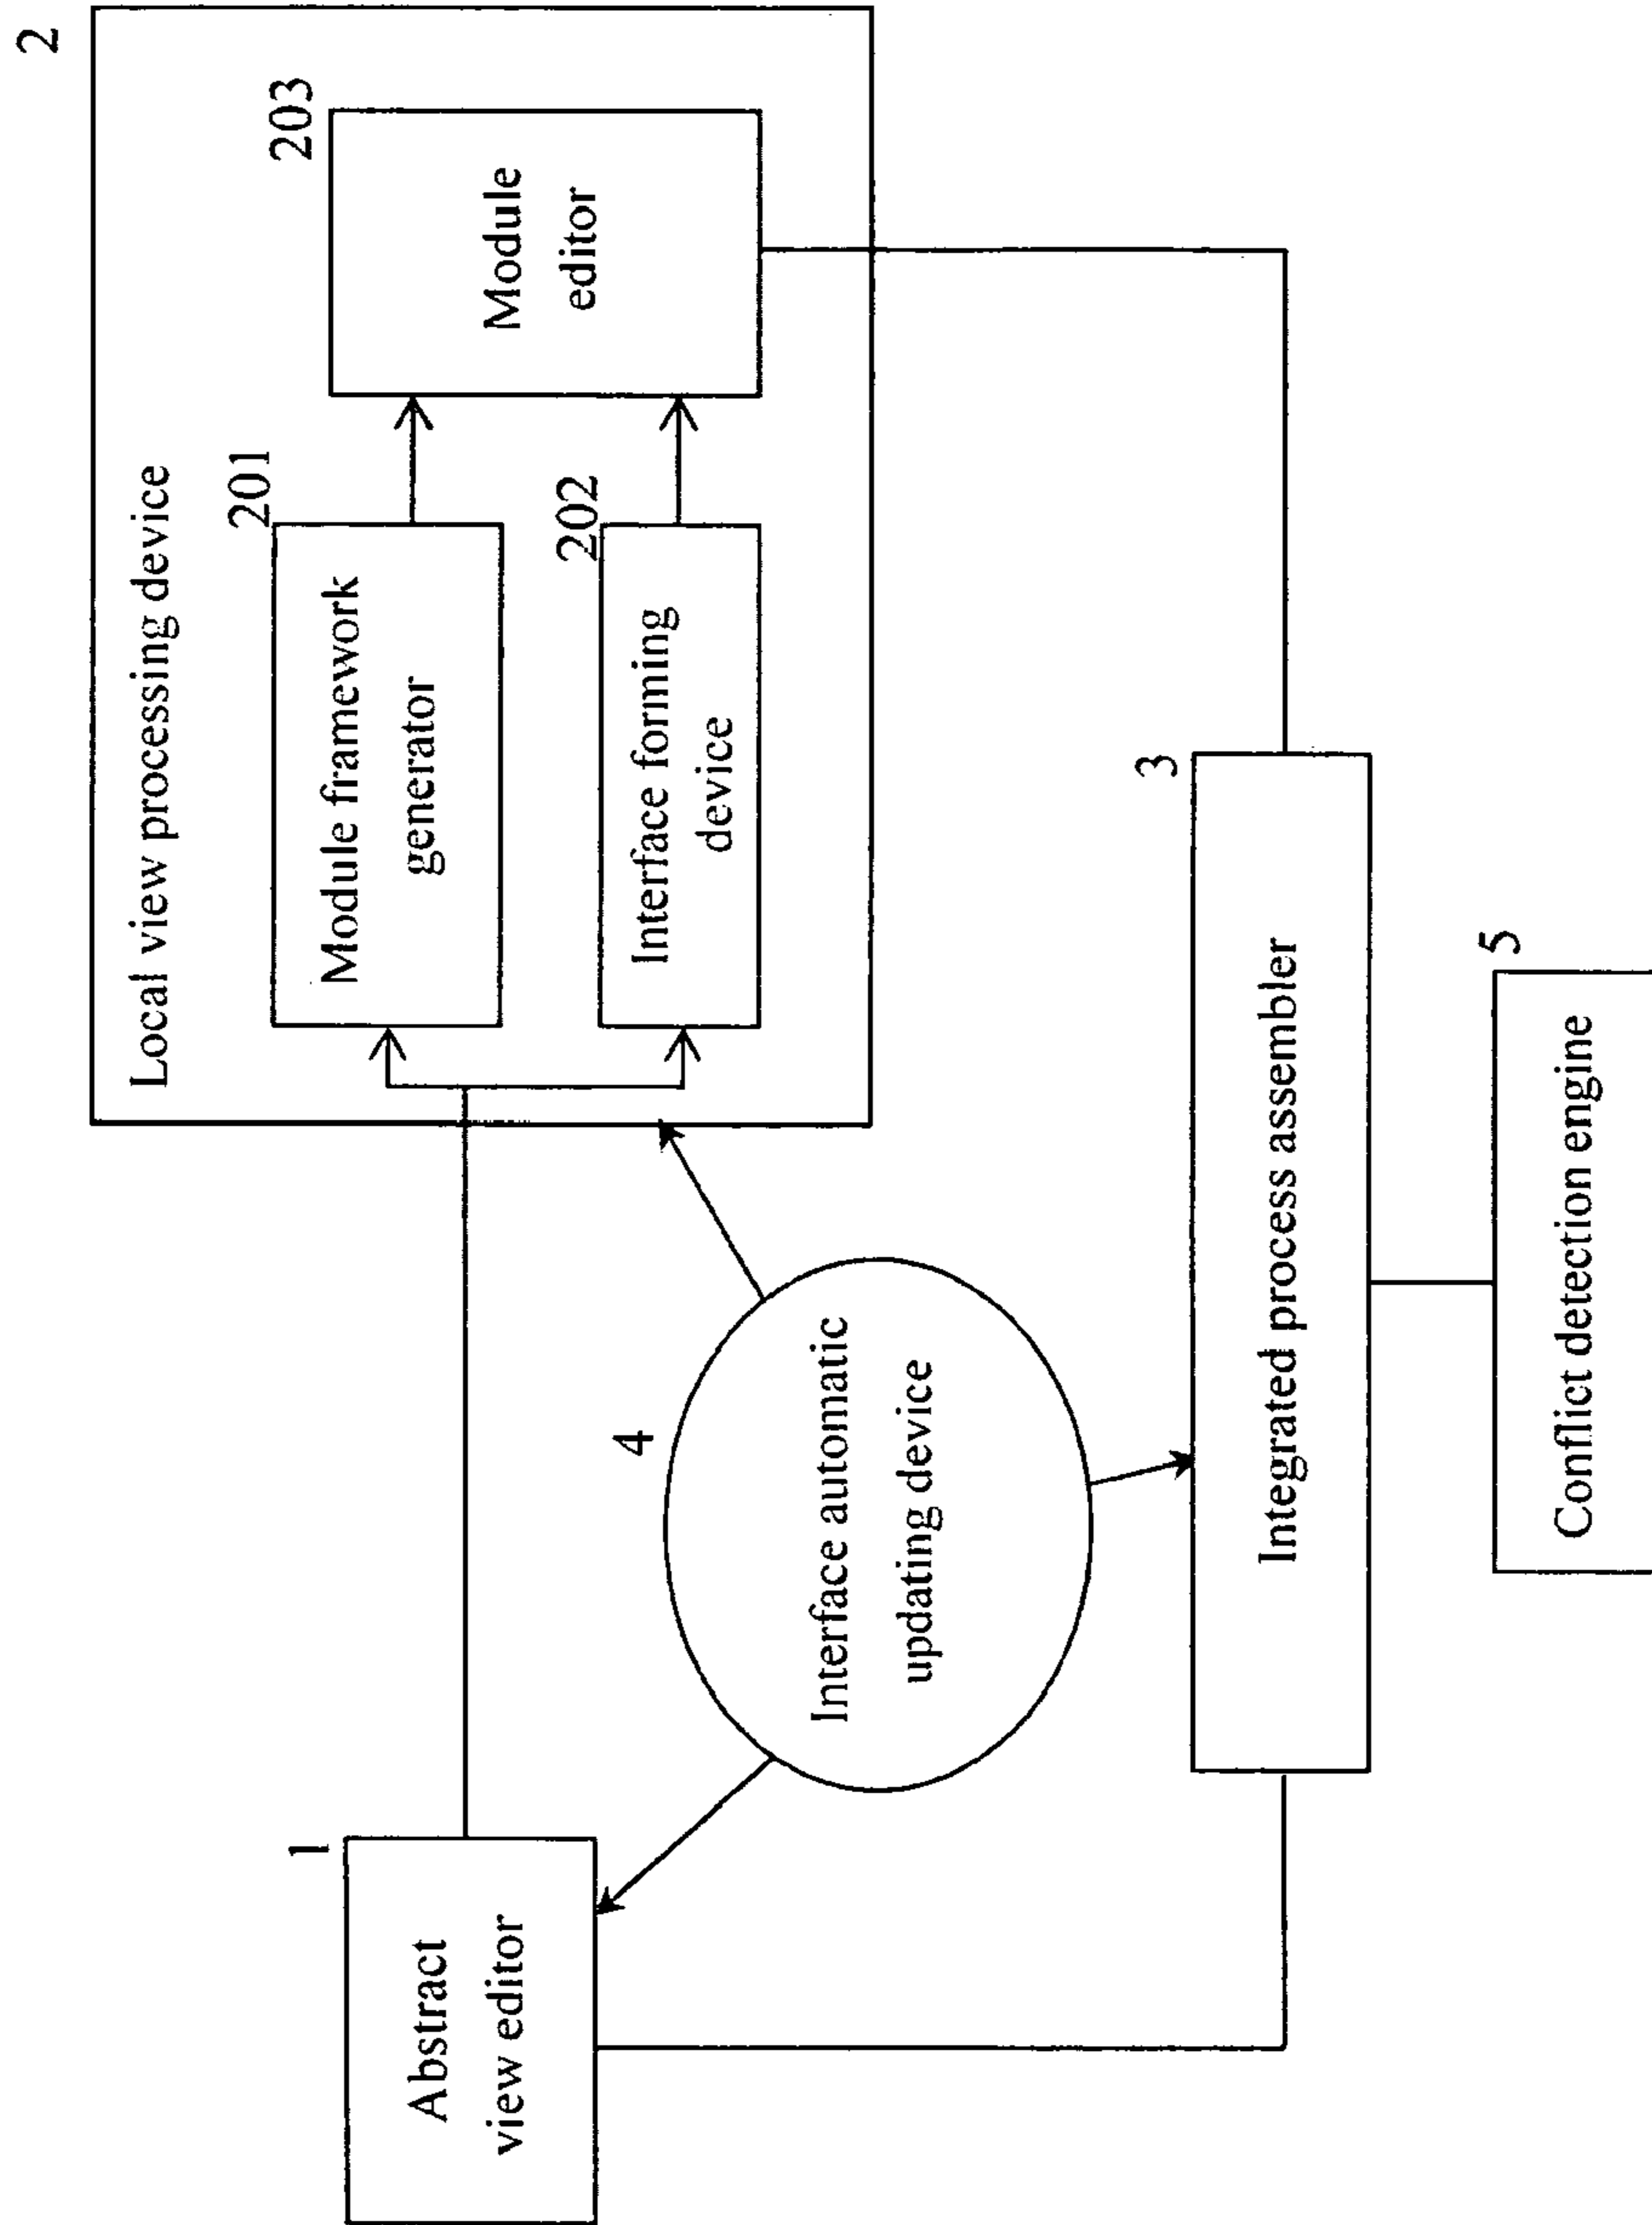 2
Local view processing device
1
Abstract
view editor
201
Module framework
generator
203
Module
editor
202
Interface forming
device
4
Interface automatic
updating device
3
Integrated process assembler
5
Conflict detection engine